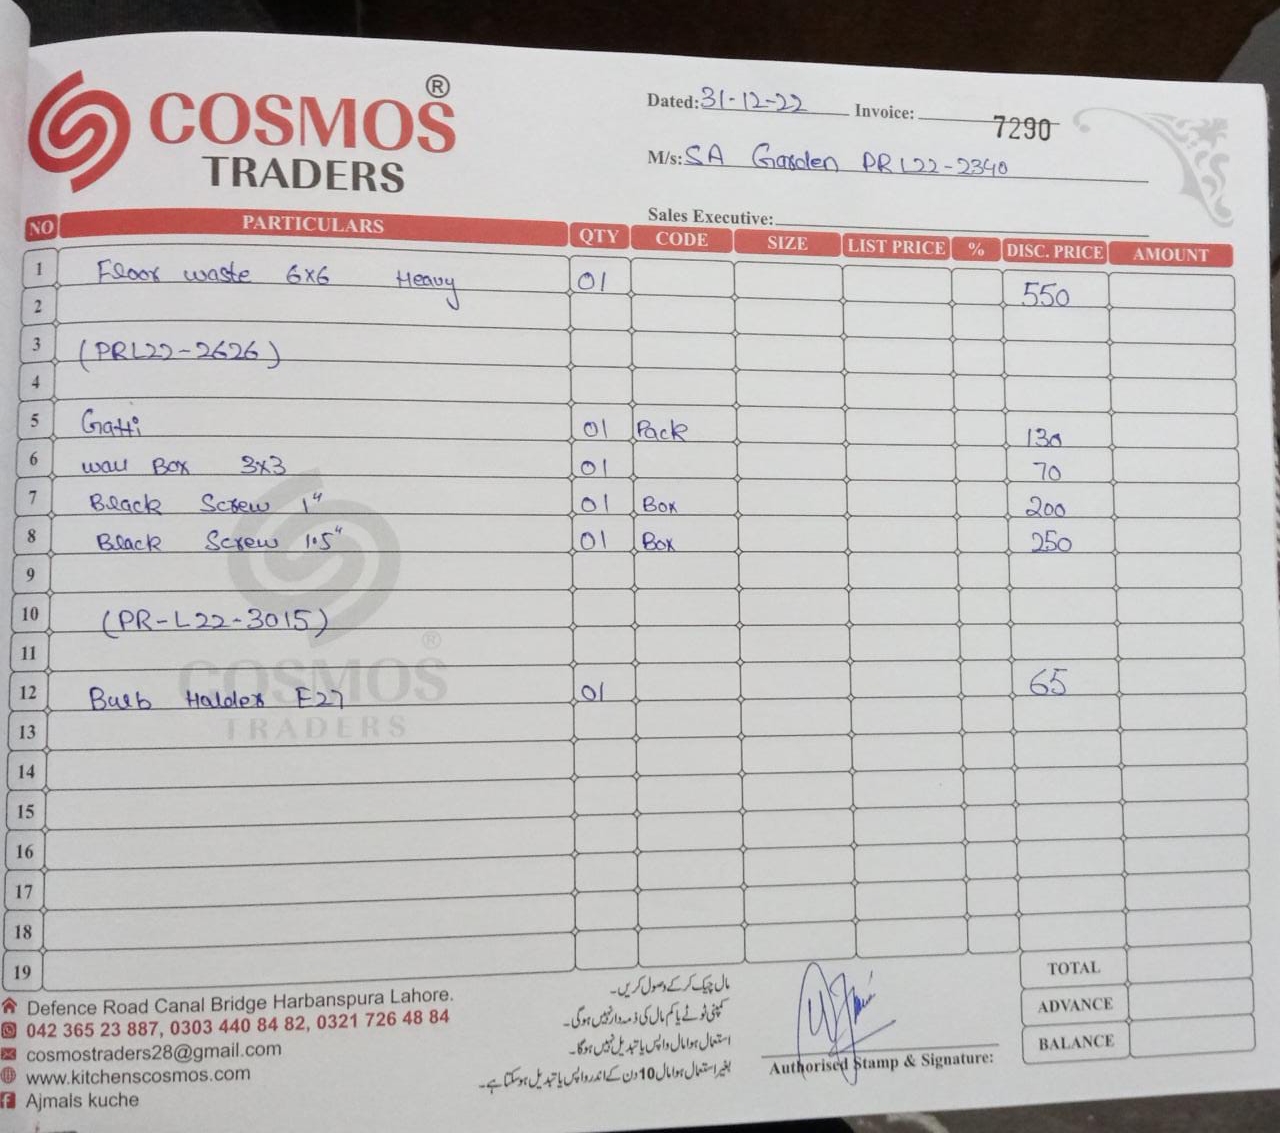 COSMOS ®
TRADERS
Dated: 31-12-22 Invoice: 7290
M/s: SA Garden PRL22-2340
Sales Executive:
NO PARTICULARS QTY CODE SIZE LIST PRICE % DISC. PRICE AMOUNT
1 Floor waste 6x6 Heavy 01 550
2
3 (PRL22-2626)
4
5 Gatti 01 Pack 130
6 wall Box 3x3 01 70
7 Black Screw 1" 01 Box 200
8 Black Screw 1.5" 01 Box 250
9
10 (PR-L22-3015)
11
12 Bulb Holder E27 01 65
13
14
15
16
17
18
19
COSMOS ®
TRADERS
TOTAL
ADVANCE
BALANCE
Defence Road Canal Bridge Harbanspura Lahore.
042 365 23 887, 0303 440 84 82, 0321 726 48 84
cosmostraders28@gmail.com
www.kitchenscosmos.com
Ajmals kuche
مال چیک کر کے وصول کریں۔
کمپنی ٹوٹے یا کم مال کی ذمہ دار نہیں ہوگی۔
استعمال ہوا مال واپس یا تبدیل نہیں ہوگا۔
بغیر استعمال ہوا مال 10 دن کے اندر واپس یا تبدیل ہو سکتا ہے۔
Authorised Stamp & Signature: